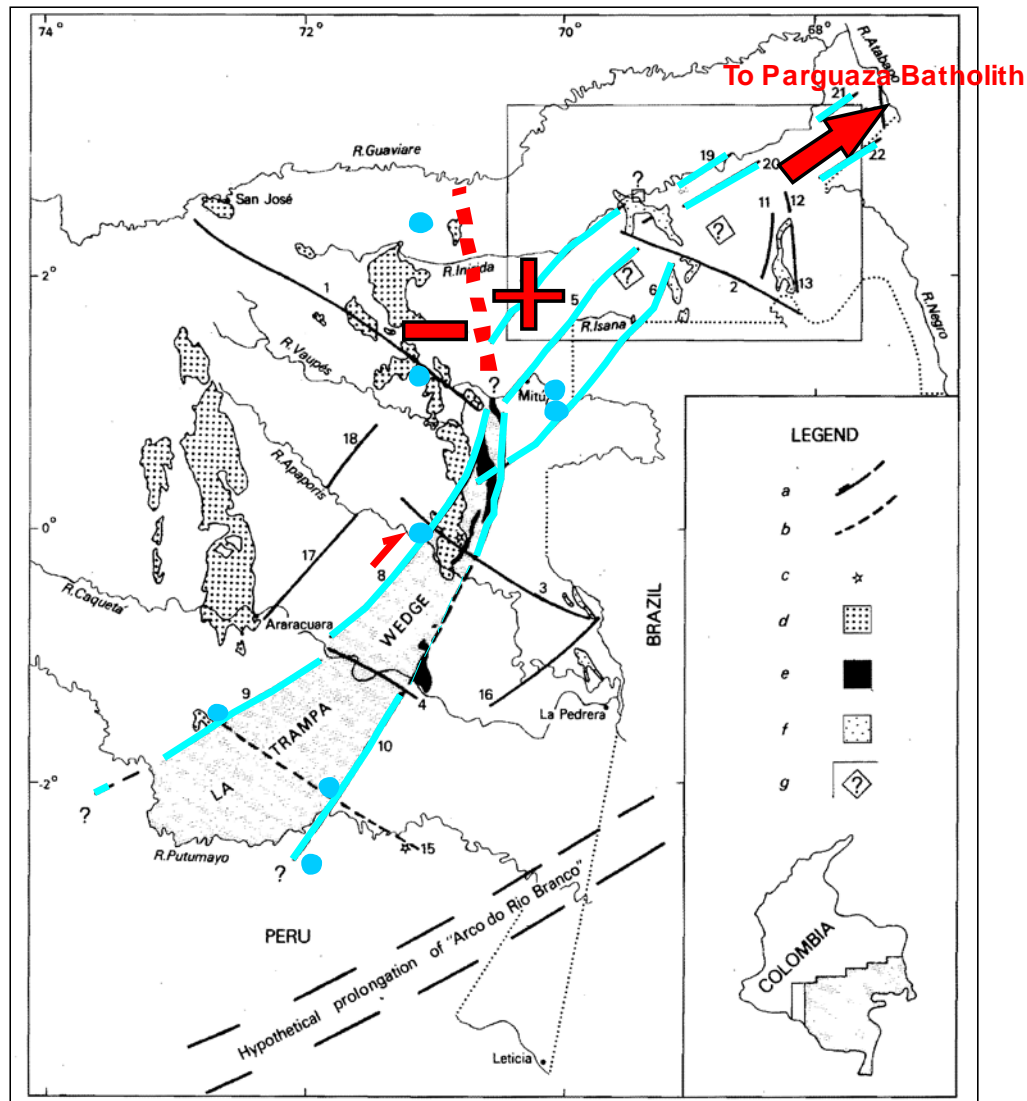 74°
72°
70°
68°
R.Atabapo
To Parguaza Batholith
21
R.Guaviare
19
20
22
?
San José
11
12
?
2°
R.Inirida
?
1
5
6
2
13
R.Isana
R.Negro
R.Vaupés
?
Mitú
18
R.Apaporis
LEGEND
a
b
0°
17
8
3
c
R.Caquetá
WEDGE
BRAZIL
d
Araracuara
16
e
9
4
La Pedrera
f
TRAMPA
10
-2°
LA
g
?
?
15
R.Putumayo
?
Hypothetical prolongation of "Arco do Rio Branco"
PERU
COLOMBIA
Leticia